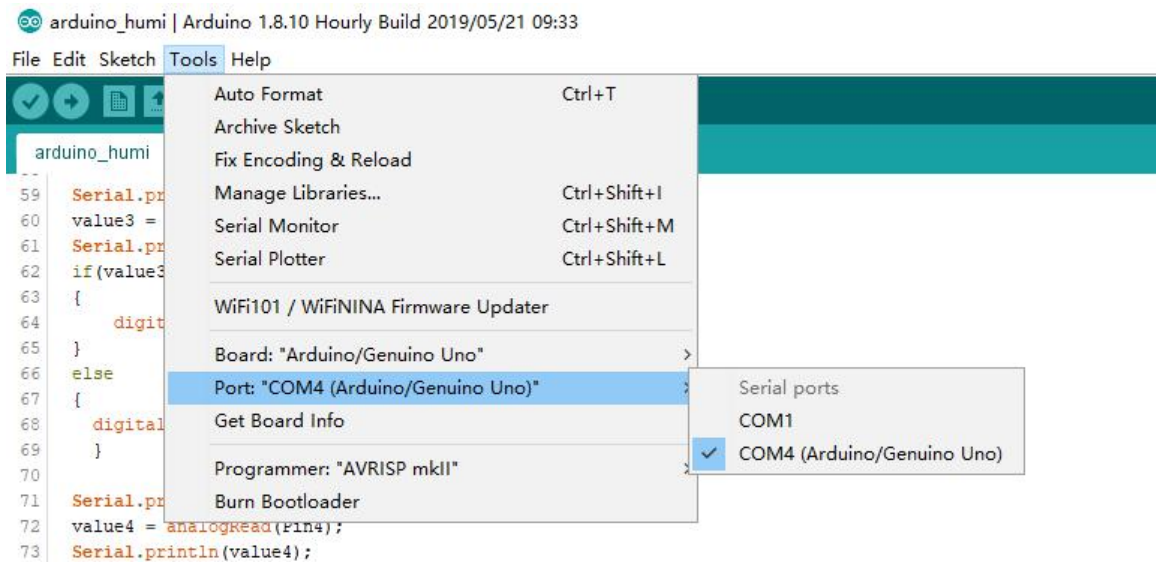 arduino_humi | Arduino 1.8.10 Hourly Build 2019/05/21 09:33
File Edit Sketch Tools Help
Auto Format Ctrl+T
Archive Sketch
arduino_humi
Fix Encoding & Reload
59 Serial.pr
Manage Libraries... Ctrl+Shift+I
60 value3 =
Serial Monitor Ctrl+Shift+M
61 Serial.pr
Serial Plotter Ctrl+Shift+L
62 if(value3
63 {
WiFi101 / WiFiNINA Firmware Updater
64 digit
65 }
Board: "Arduino/Genuino Uno"
66 else
Port: "COM4 (Arduino/Genuino Uno)"
Serial ports
67 {
68 digital
Get Board Info
COM1
69 }
COM4 (Arduino/Genuino Uno)
70
Programmer: "AVRISP mkII"
71 Serial.pr
Burn Bootloader
72 value4 = analogRead(Pin4);
73 Serial.println(value4);